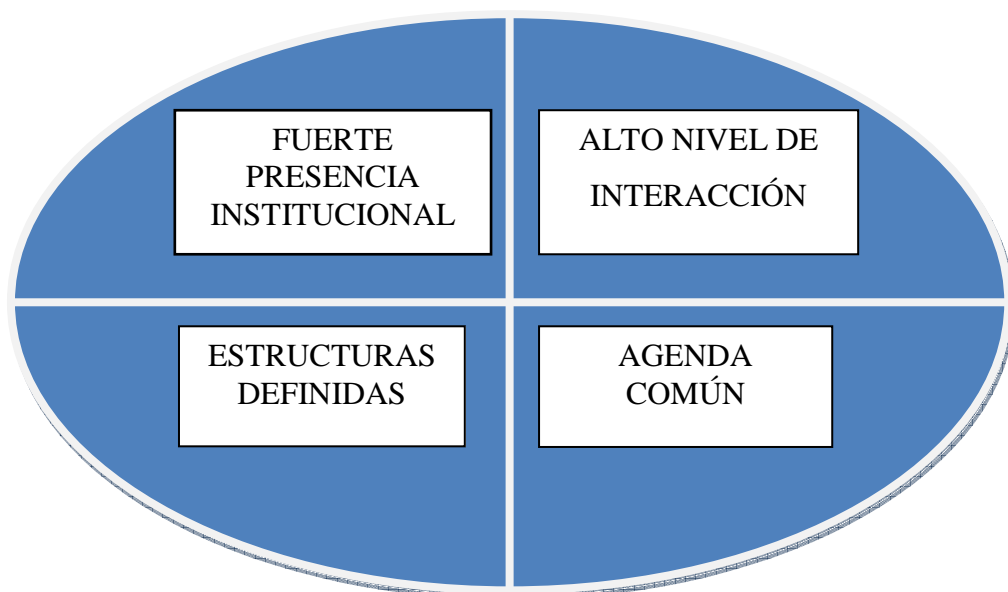 FUERTE
PRESENCIA
INSTITUCIONAL
ALTO NIVEL DE
INTERACCIÓN
ESTRUCTURAS
DEFINIDAS
AGENDA
COMÚN